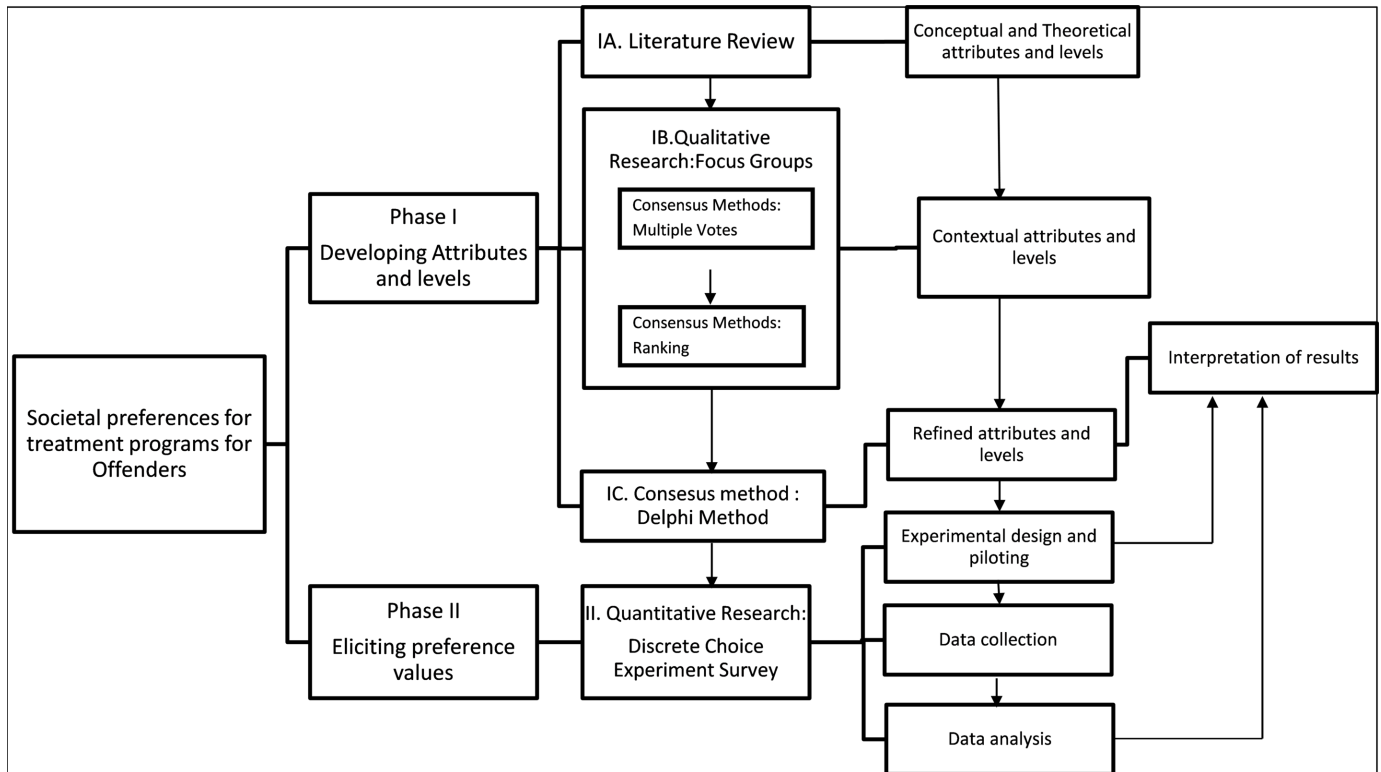 Societal preferences for
treatment programs for
Offenders
Phase I
Developing Attributes
and levels
Phase II
Eliciting preference
values
IA. Literature Review
IB.Qualitative
Research:Focus Groups
Consensus Methods:
Multiple Votes
Consensus Methods:
Ranking
IC. Consesus method :
Delphi Method
II. Quantitative Research:
Discrete Choice
Experiment Survey
Conceptual and Theoretical
attributes and levels
Contextual attributes and
levels
Refined attributes and
levels
Experimental design and
piloting
Data collection
Data analysis
Interpretation of results